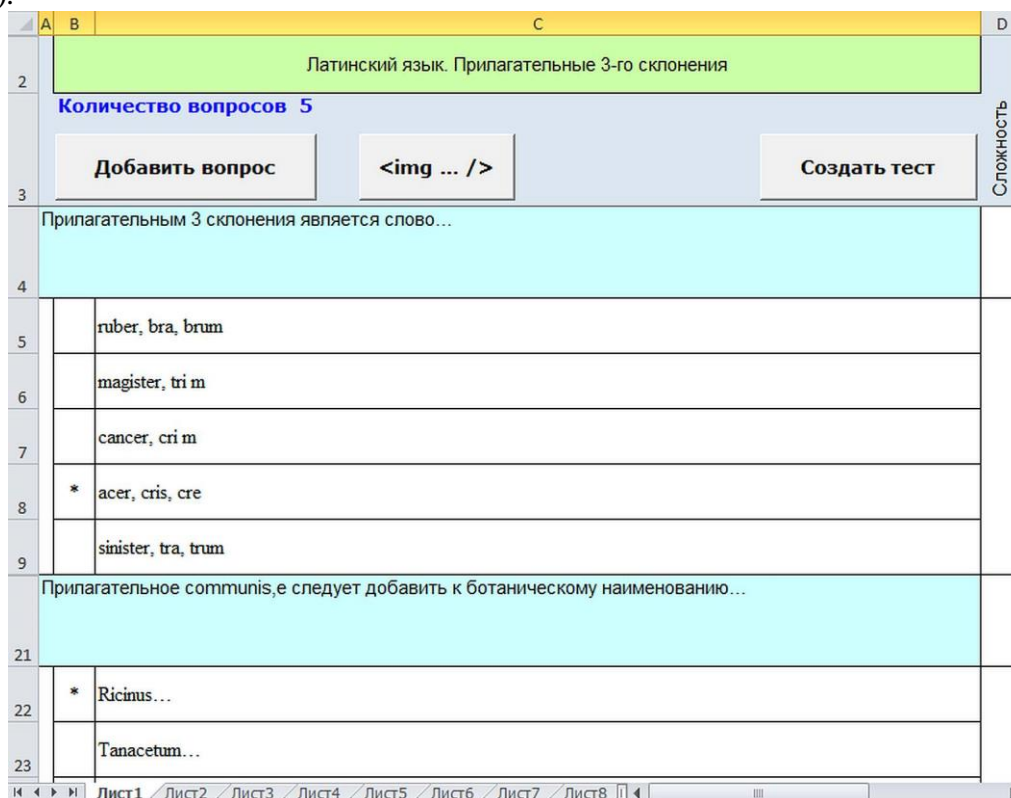 ).
A B C D
2 Латинский язык. Прилагательные 3-го склонения
Количество вопросов 5
3 Добавить вопрос <img ... /> Создать тест Сложность
Прилагательным 3 склонения является слово…
4
5 ruber, bra, brum
6 magister, tri m
7 cancer, cri m
8 * acer, cris, cre
9 sinister, tra, trum
Прилагательное communis,e следует добавить к ботаническому наименованию…
21
22 * Ricinus…
23 Tanacetum…
Лист1 Лист2 Лист3 Лист4 Лист5 Лист6 Лист7 Лист8